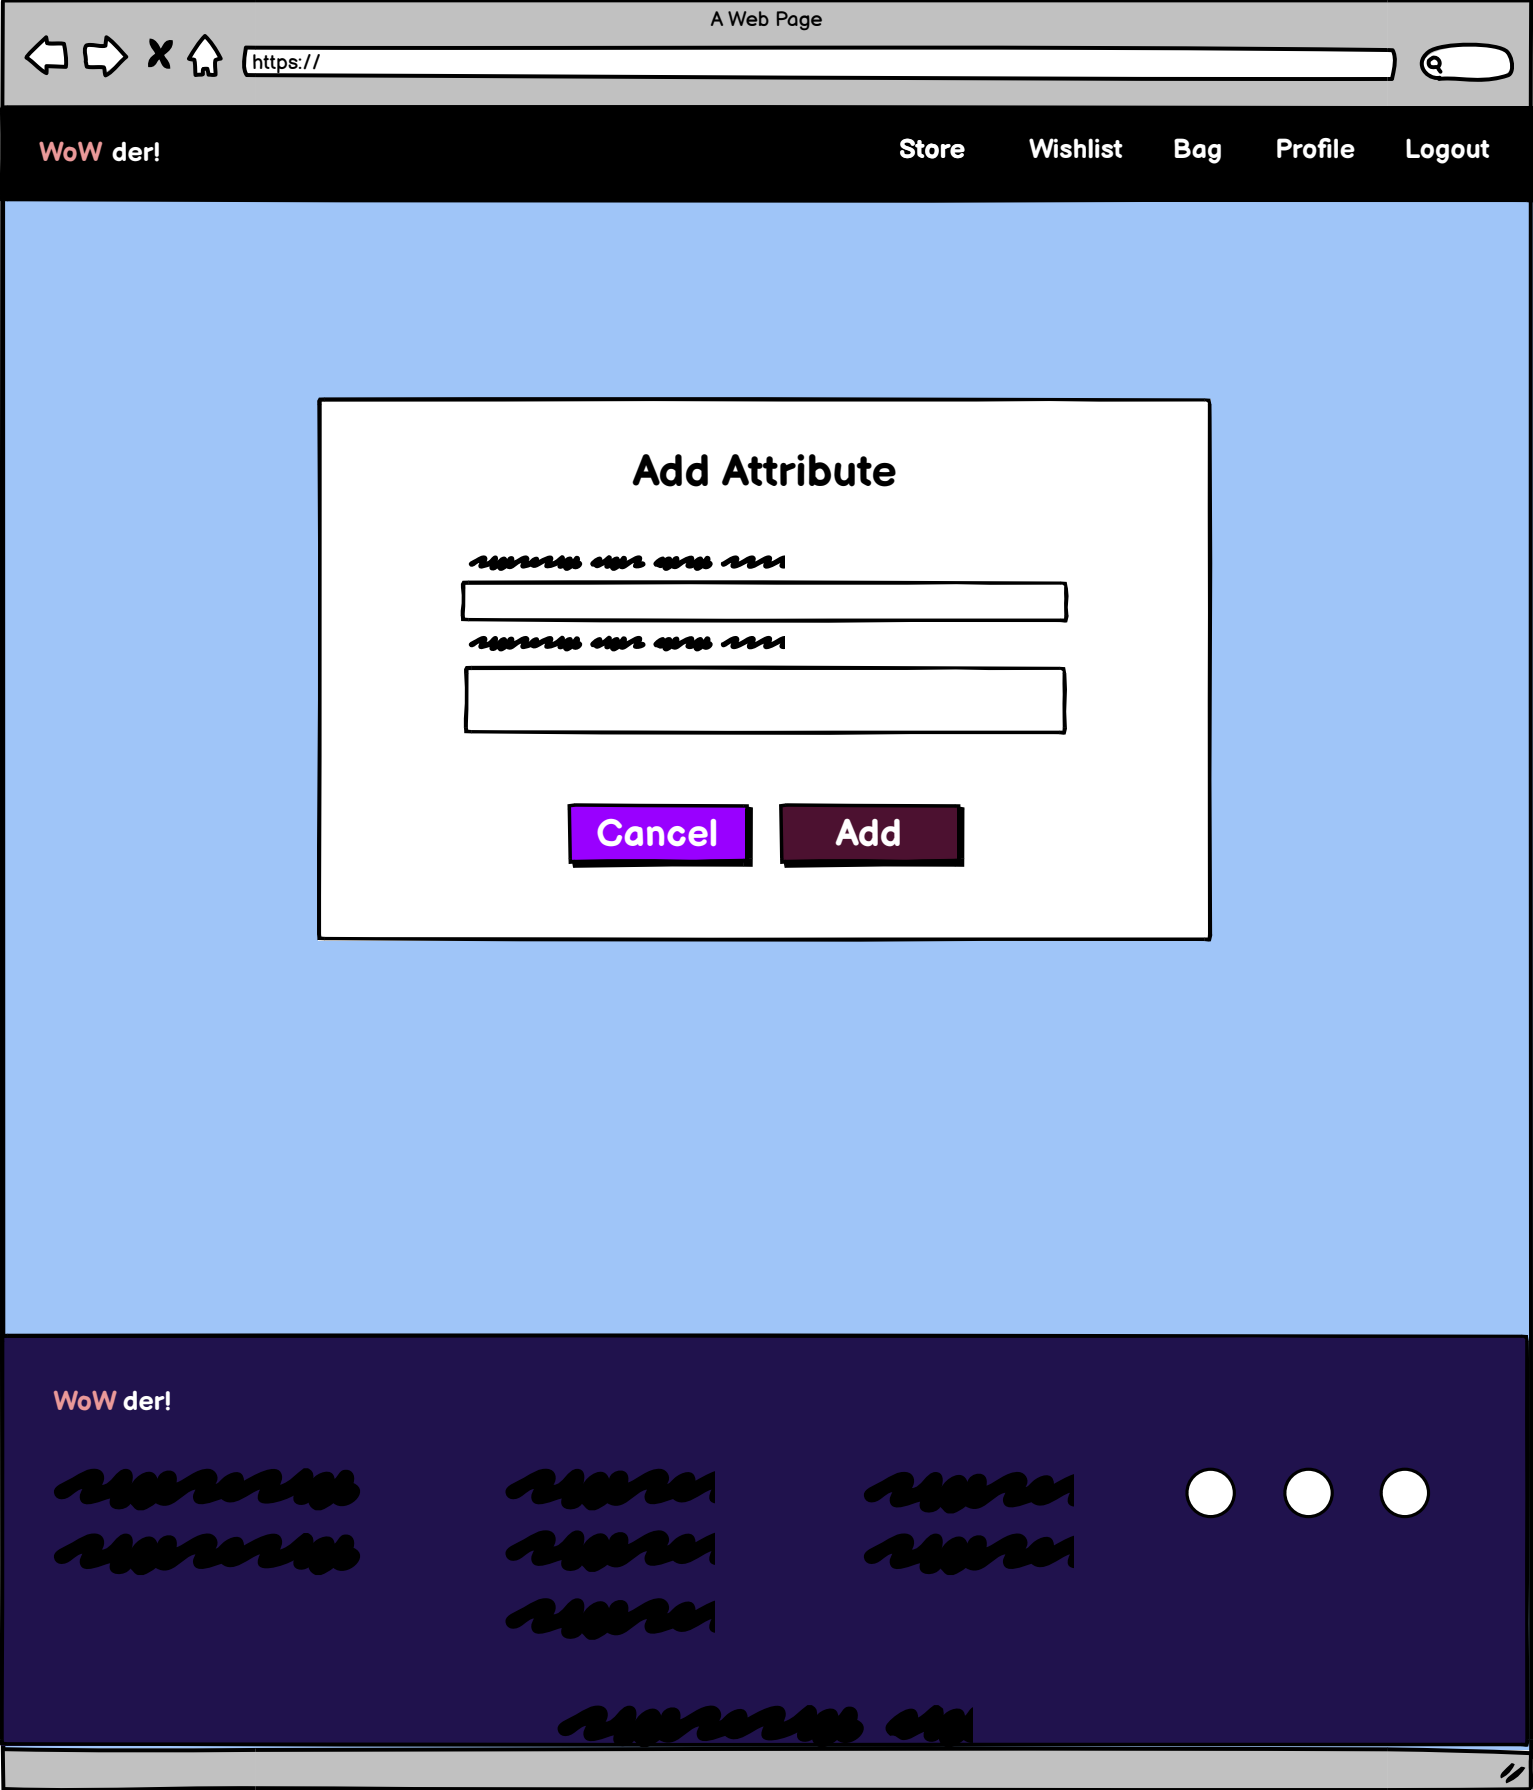 A Web Page
https://
WoW der!
Store Wishlist Bag Profile Logout
Add Attribute
Cancel Add
WoW der!